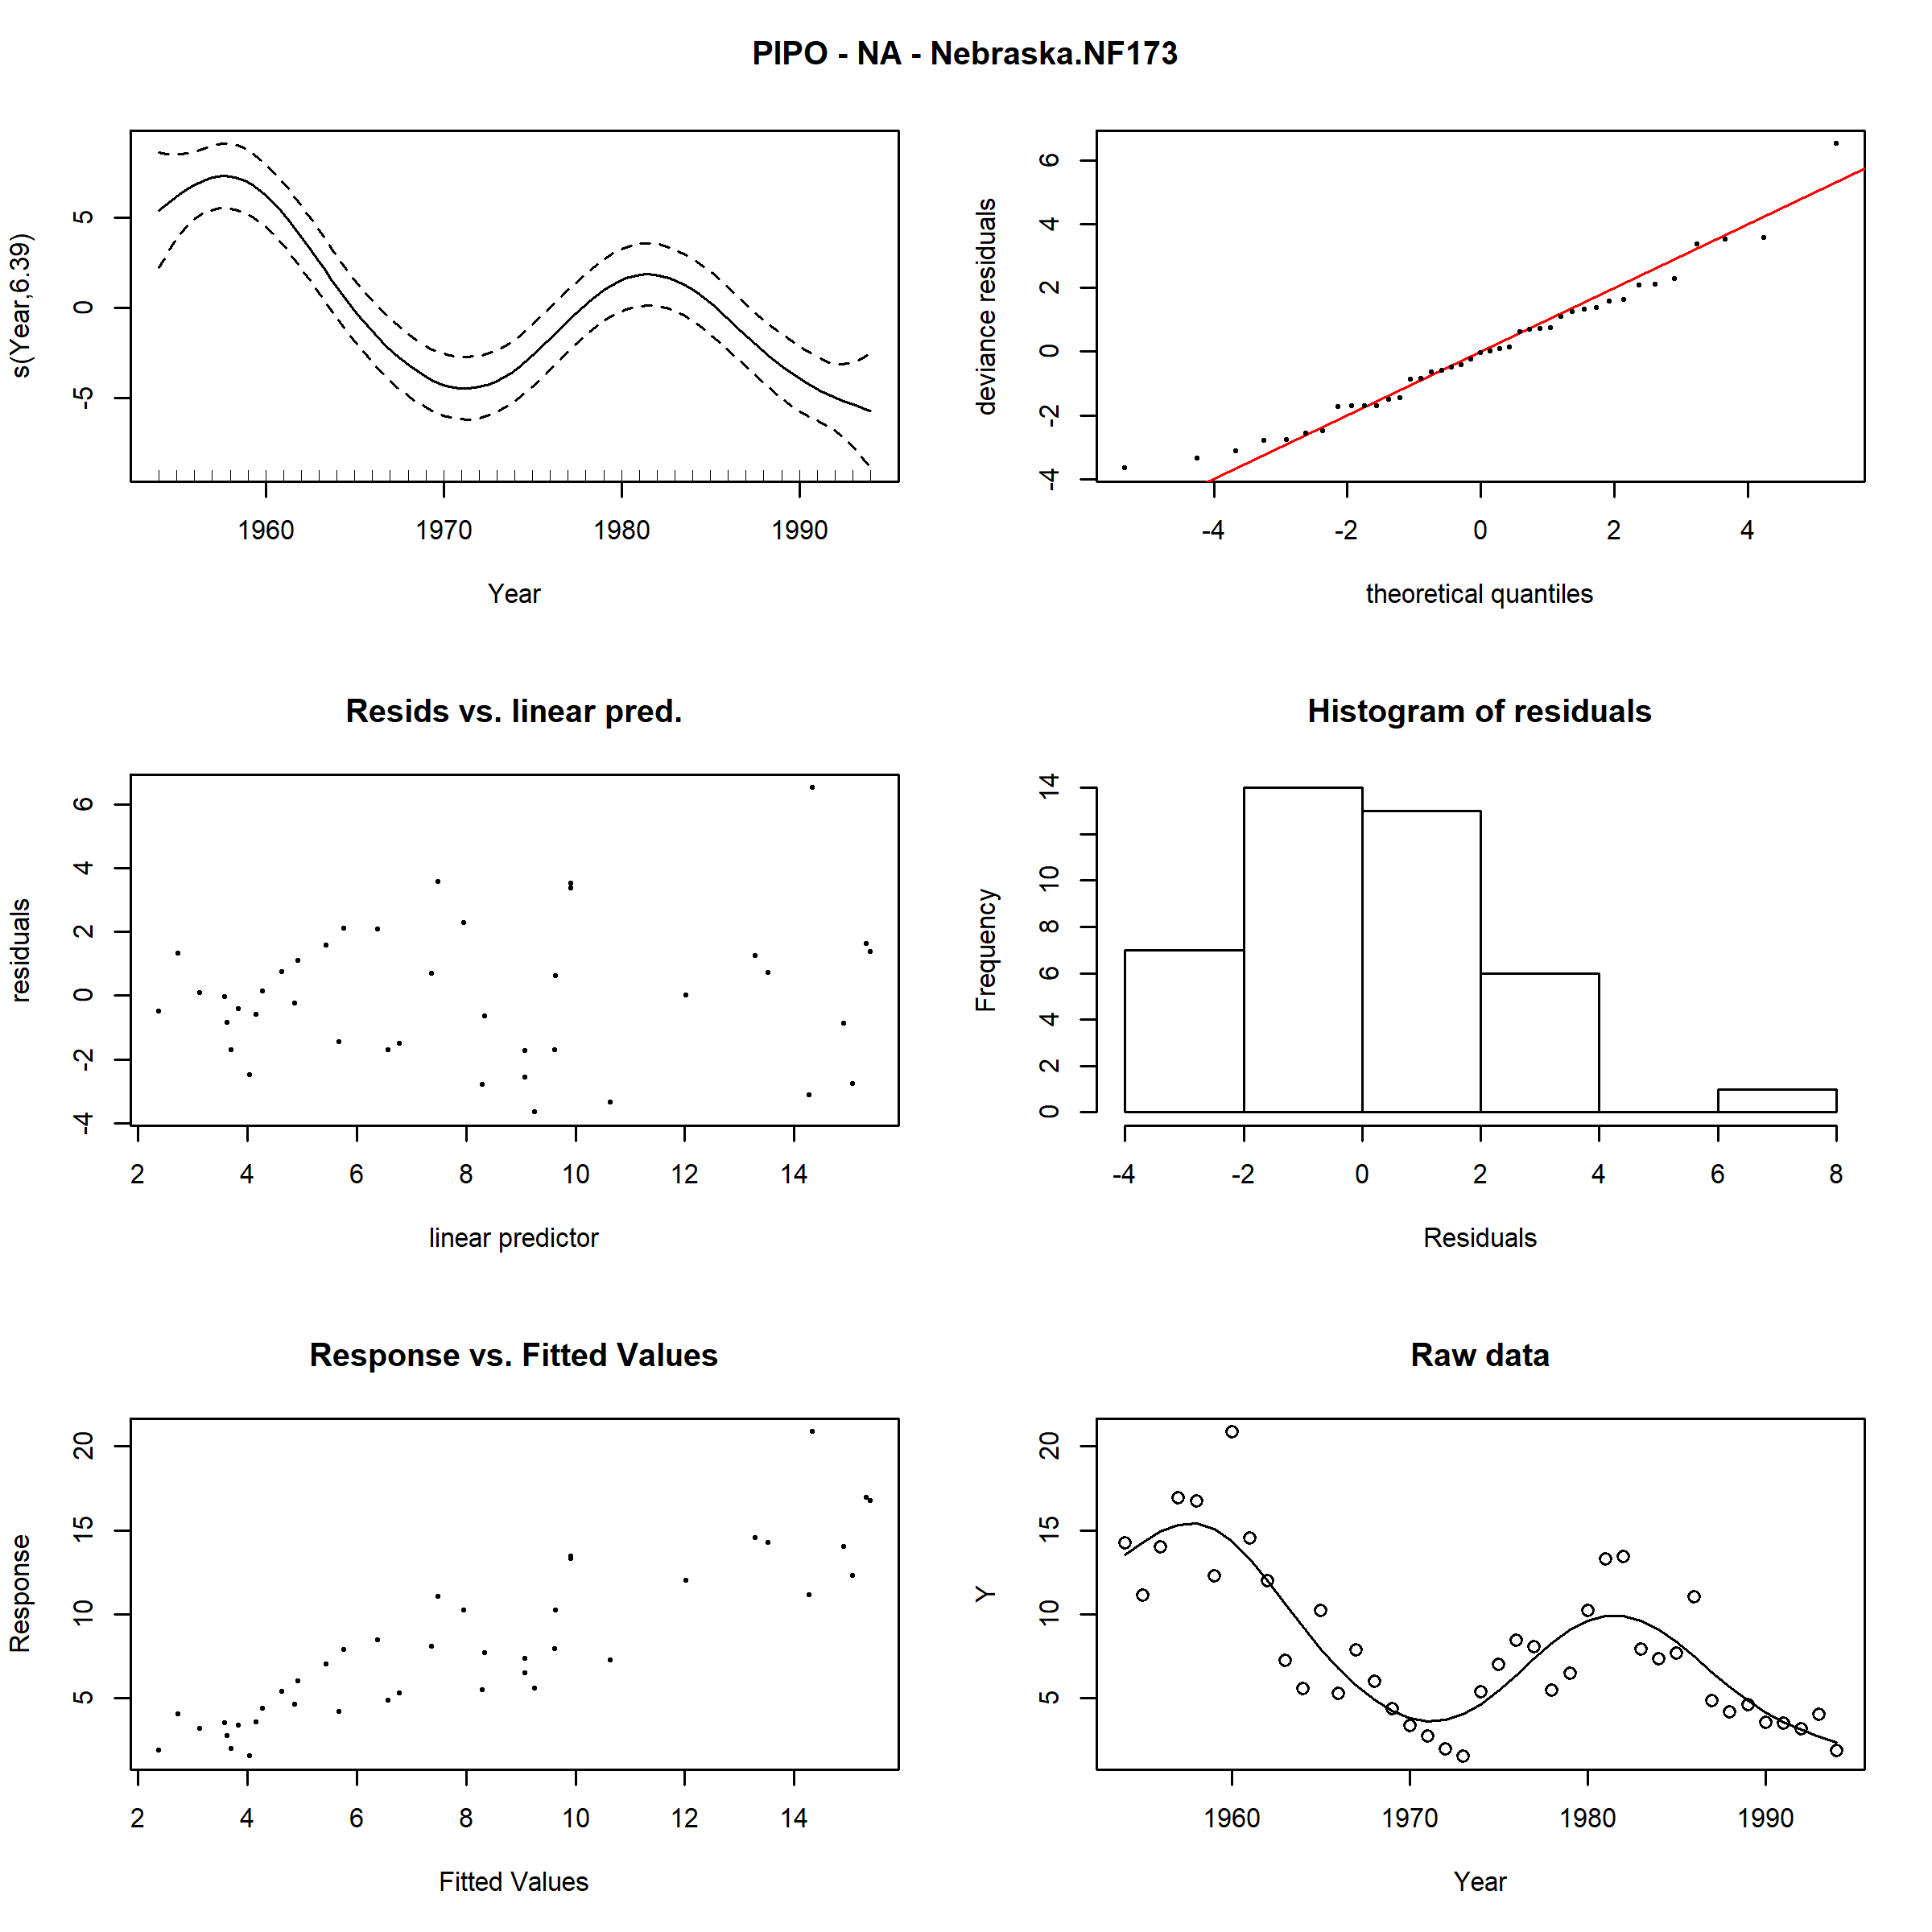 PIPO - NA - Nebraska.NF173
s(Year,6.39)
5
0
-5
1960 1970 1980 1990
Year
deviance residuals
6
4
2
0
-2
-4
-4 -2 0 2 4
theoretical quantiles
Resids vs. linear pred.
residuals
6
4
2
0
-2
-4
2 4 6 8 10 12 14
linear predictor
Histogram of residuals
Frequency
14
10
8
6
4
2
0
-4 -2 0 2 4 6 8
Residuals
Response vs. Fitted Values
Response
20
15
10
5
2 4 6 8 10 12 14
Fitted Values
Raw data
Y
20
15
10
5
1960 1970 1980 1990
Year